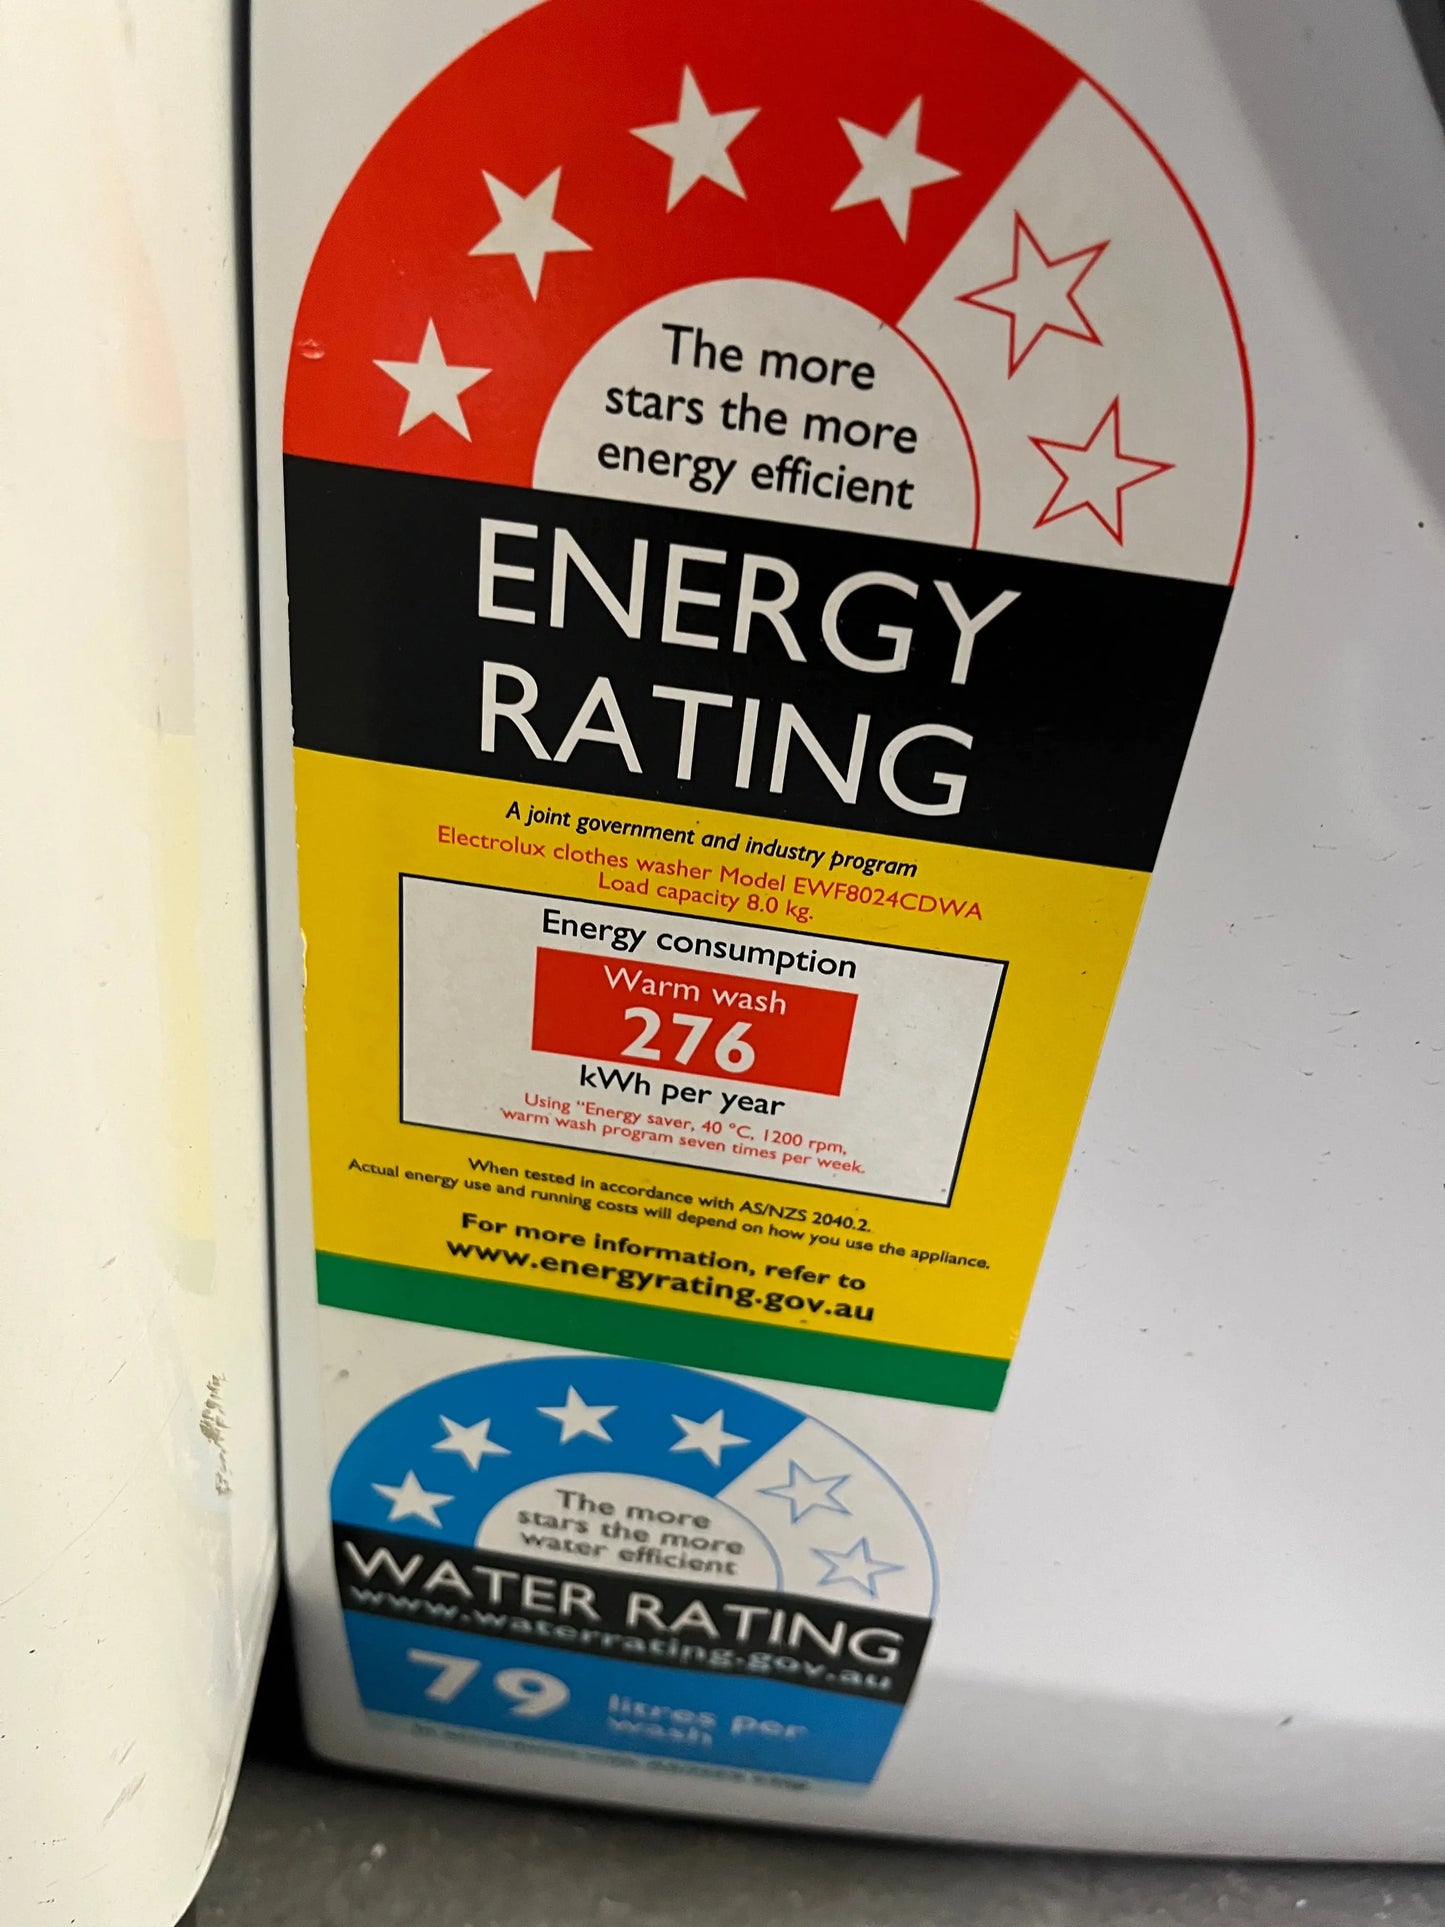 The more
stars the more
energy efficient
ENERGY
RATING
A joint government and industry program
Electrolux clothes washer Model EWF8024CDWA
Load capacity 8.0 kg.
Energy consumption
Warm wash
276
kWh per year
Using "Energy saver, 40 °C, 1200 rpm,
warm wash program seven times per week.
When tested in accordance with AS/NZS 2040.2.
Actual energy use and running costs will depend on how you use the appliance.
For more information, refer to
www.energyrating.gov.au
The more
stars the more
water efficient
WATER RATING
www.waterrating.gov.au
79 litres per
wash